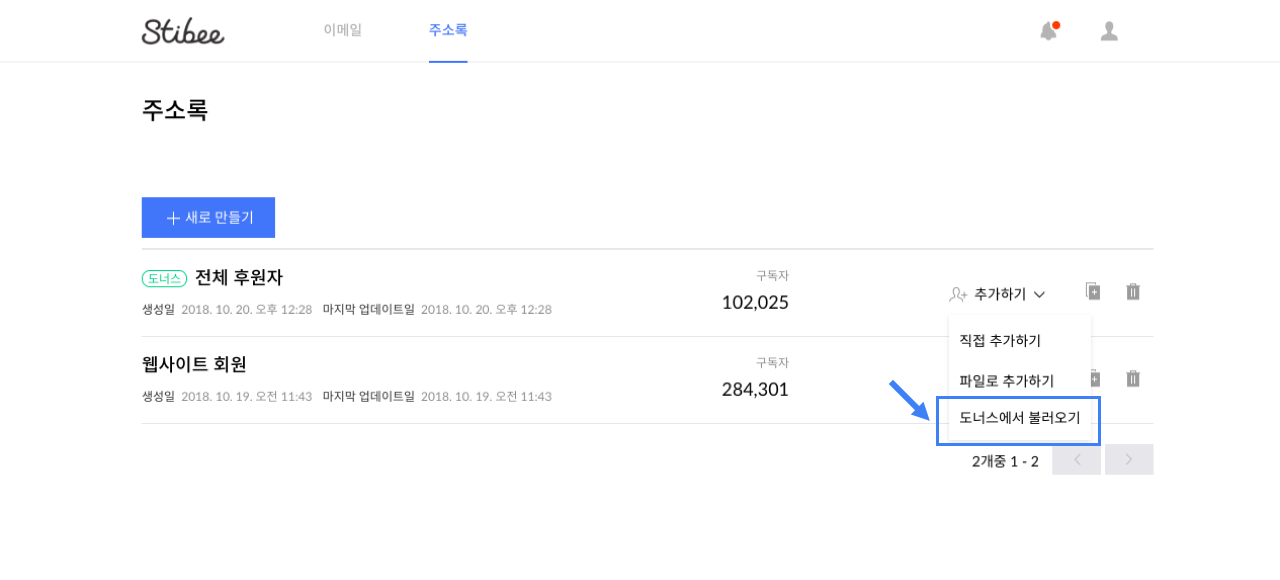 Stibee
이메일
주소록
주소록
새로 만들기
도너스 전체 후원자
생성일 2018. 10. 20. 오후 12:28 마지막 업데이트일 2018. 10. 20. 오후 12:28
구독자
102,025
추가하기
직접 추가하기
파일로 추가하기
도너스에서 불러오기
웹사이트 회원
생성일 2018. 10. 19. 오전 11:43 마지막 업데이트일 2018. 10. 19. 오전 11:43
구독자
284,301
2개중 1 - 2